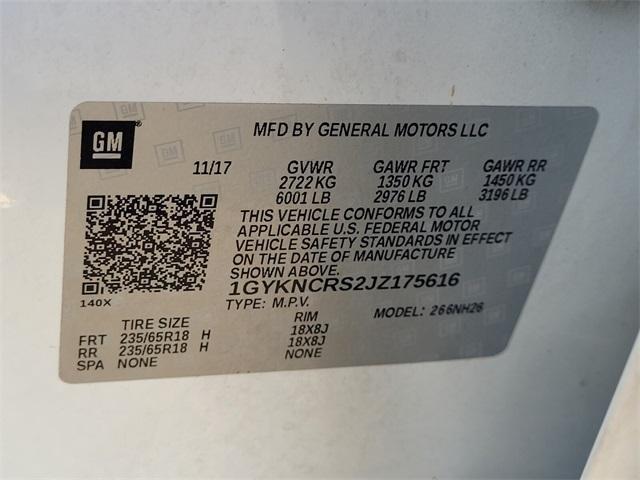 GM
MFD BY GENERAL MOTORS LLC
11/17 GVWR GAWR FRT GAWR RR
2722 KG 1350 KG 1450 KG
6001 LB 2976 LB 3196 LB
THIS VEHICLE CONFORMS TO ALL
APPLICABLE U.S. FEDERAL MOTOR
VEHICLE SAFETY STANDARDS IN EFFECT
ON THE DATE OF MANUFACTURE
SHOWN ABOVE.
140X 1GYKNCRS2JZ175616
TYPE: M.P.V. MODEL: 266NH26
TIRE SIZE RIM
FRT 235/65R18 H 18X8J
RR 235/65R18 H 18X8J
SPA NONE NONE